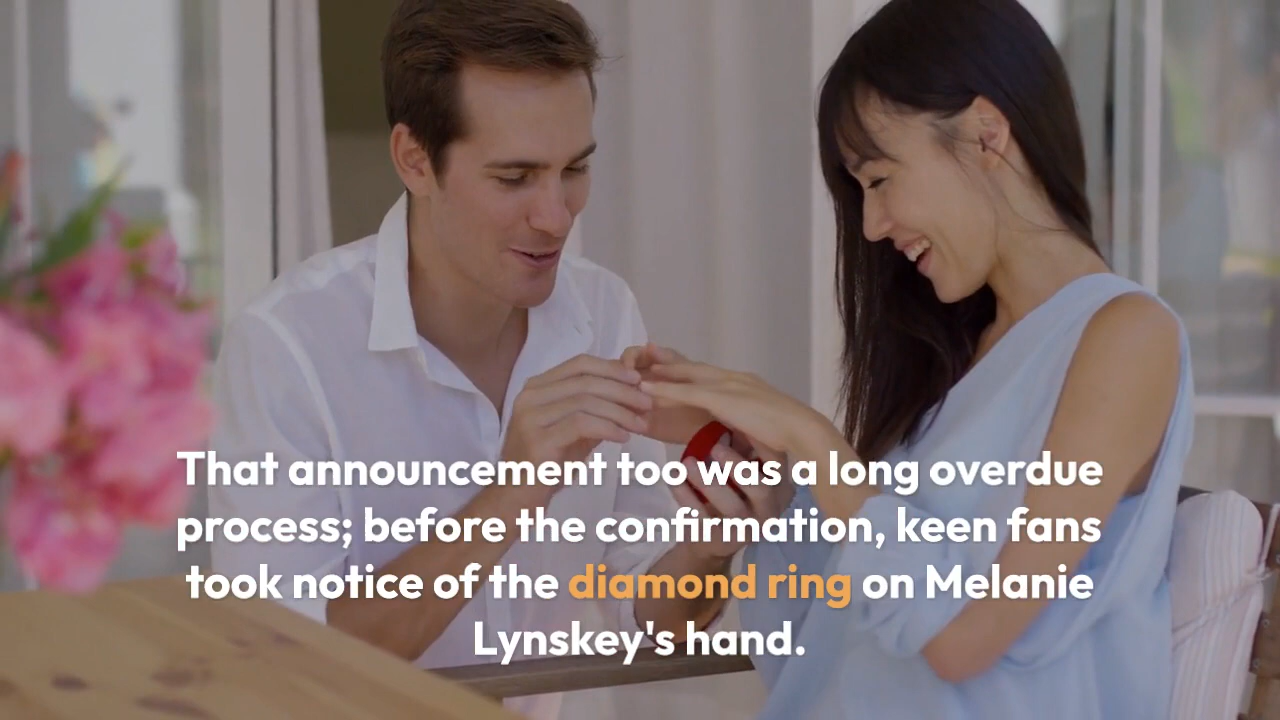 That announcement too was a long overdue
process; before the confirmation, keen fans
took notice of the diamond ring on Melanie
Lynskey's hand.